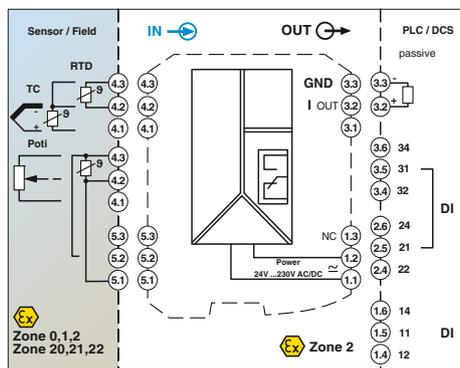 Sensor / Field
IN
OUT
PLC / DCS
passive
RTD
TC
ϑ
4.3
4.3
GND
3.3
3.3
-
-
+
ϑ
4.2
4.2
I OUT
3.2
3.2
+
4.1
4.1
3.1
Poti
ϑ
4.3
3.6 34
4.2
3.5 31
4.1
3.4 32
DI
5.3
5.3
NC 1.3
2.6 24
5.2
5.2
Power
1.2
2.5 21
24V ...230V AC/DC
5.1
5.1
1.1
2.4 22
Ex
Zone 0,1,2
Zone 20,21,22
Ex Zone 2
1.6 14
1.5 11
DI
1.4 12